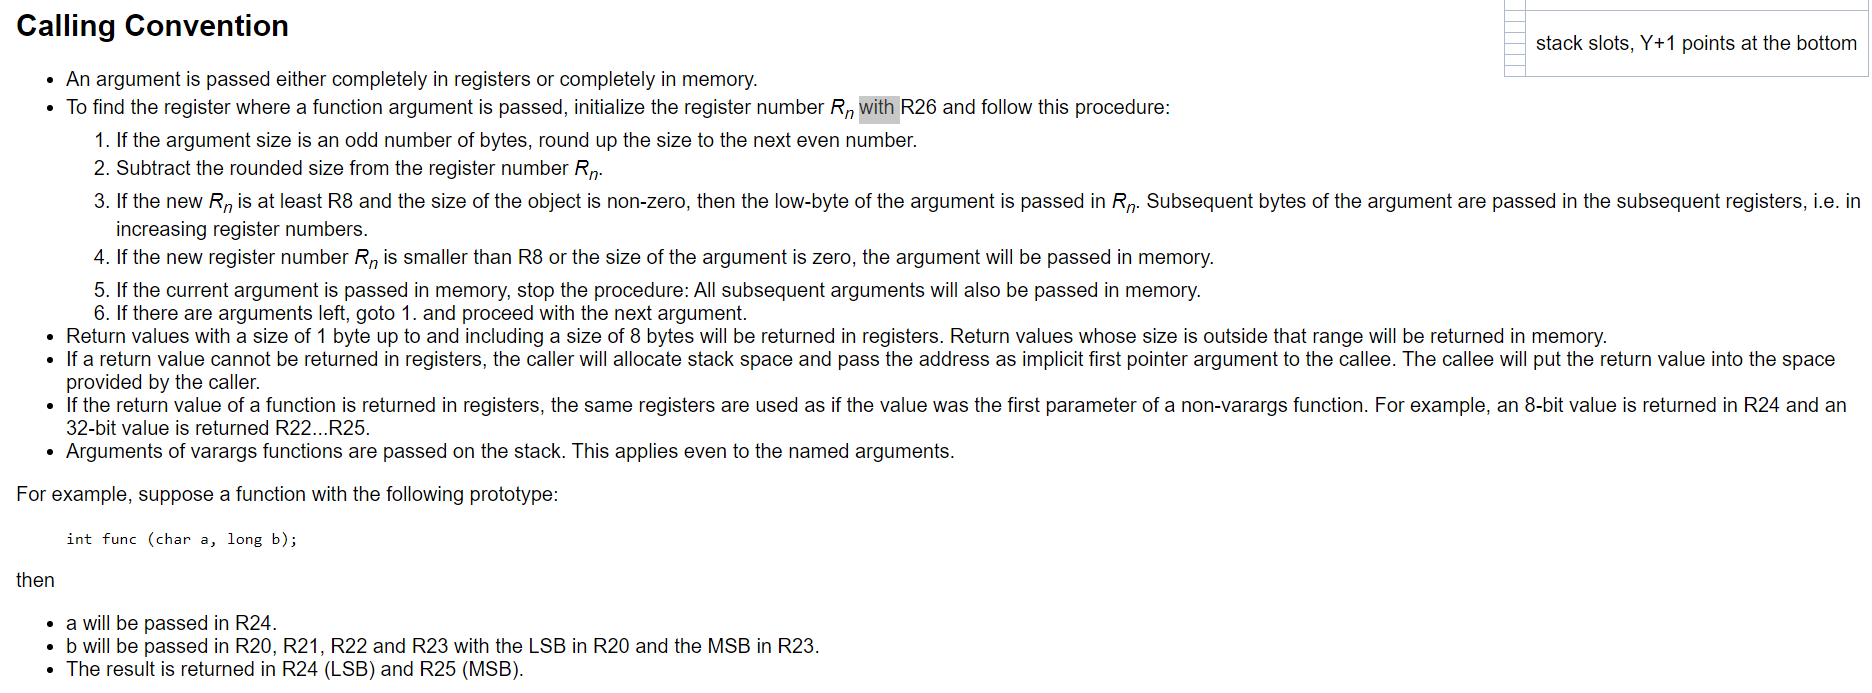 Calling Convention
stack slots, Y+1 points at the bottom
• An argument is passed either completely in registers or completely in memory.
• To find the register where a function argument is passed, initialize the register number Rn with R26 and follow this procedure:
1. If the argument size is an odd number of bytes, round up the size to the next even number.
2. Subtract the rounded size from the register number Rn.
3. If the new Rn is at least R8 and the size of the object is non-zero, then the low-byte of the argument is passed in Rn. Subsequent bytes of the argument are passed in the subsequent registers, i.e. in
increasing register numbers.
4. If the new register number Rn is smaller than R8 or the size of the argument is zero, the argument will be passed in memory.
5. If the current argument is passed in memory, stop the procedure: All subsequent arguments will also be passed in memory.
6. If there are arguments left, goto 1. and proceed with the next argument.
• Return values with a size of 1 byte up to and including a size of 8 bytes will be returned in registers. Return values whose size is outside that range will be returned in memory.
• If a return value cannot be returned in registers, the caller will allocate stack space and pass the address as implicit first pointer argument to the callee. The callee will put the return value into the space
provided by the caller.
• If the return value of a function is returned in registers, the same registers are used as if the value was the first parameter of a non-varargs function. For example, an 8-bit value is returned in R24 and an
32-bit value is returned R22...R25.
• Arguments of varargs functions are passed on the stack. This applies even to the named arguments.
For example, suppose a function with the following prototype:
int func (char a, long b);
then
• a will be passed in R24.
• b will be passed in R20, R21, R22 and R23 with the LSB in R20 and the MSB in R23.
• The result is returned in R24 (LSB) and R25 (MSB).